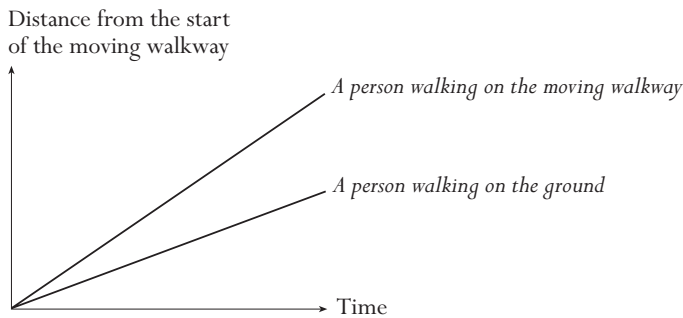 Distance from the start
of the moving walkway
A person walking on the moving walkway
A person walking on the ground
Time